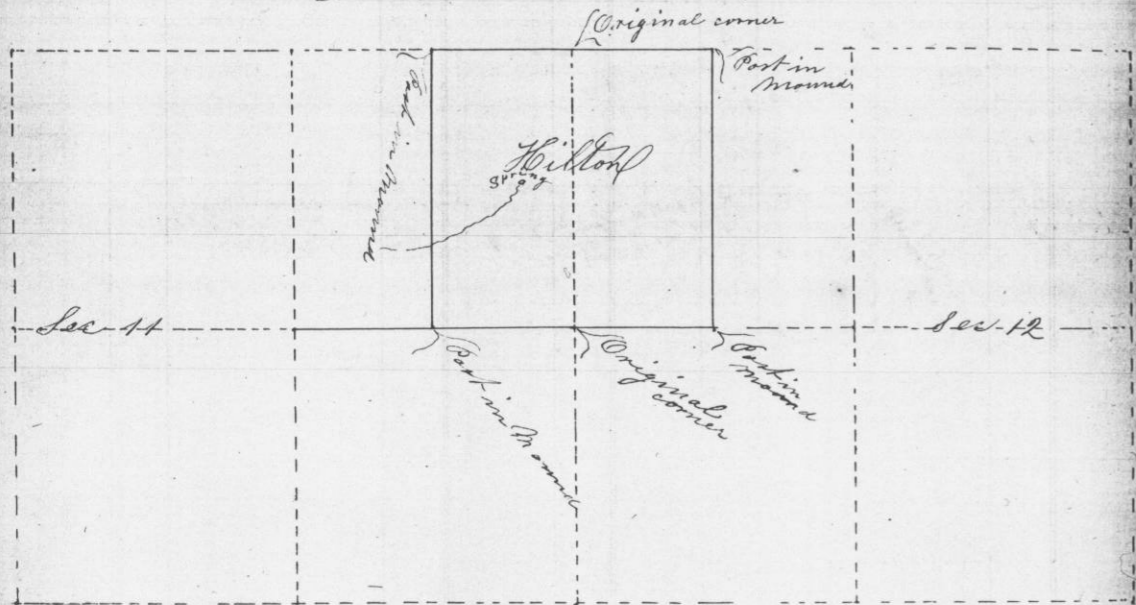 Original corner
Post in
Mound
Post in Mound
Hilton
Spring
Sec 11
Sec 12
Post in Mound
Original
corner
Post in
Mound